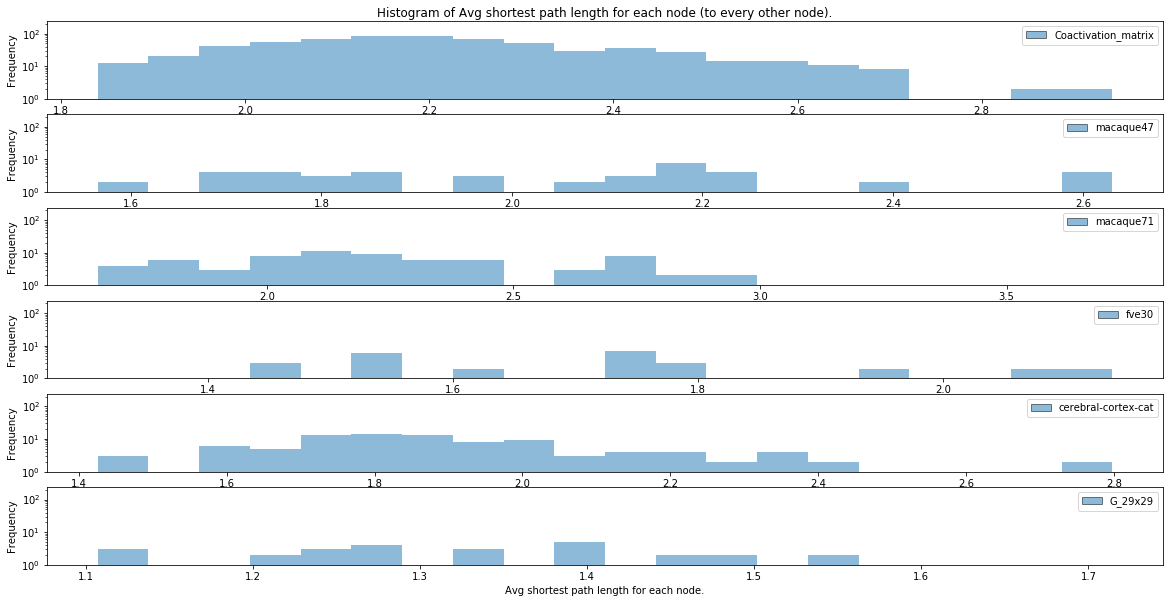 Histogram of Avg shortest path length for each node (to every other node).
Frequency
10²
10¹
10⁰
Coactivation_matrix
1.8 2.0 2.2 2.4 2.6 2.8
Frequency
10²
10¹
10⁰
macaque47
1.6 1.8 2.0 2.2 2.4 2.6
Frequency
10²
10¹
10⁰
macaque71
2.0 2.5 3.0 3.5
Frequency
10²
10¹
10⁰
fve30
1.4 1.6 1.8 2.0
Frequency
10²
10¹
10⁰
cerebral-cortex-cat
1.4 1.6 1.8 2.0 2.2 2.4 2.6 2.8
Frequency
10²
10¹
10⁰
G_29x29
1.1 1.2 1.3 1.4 1.5 1.6 1.7
Avg shortest path length for each node.